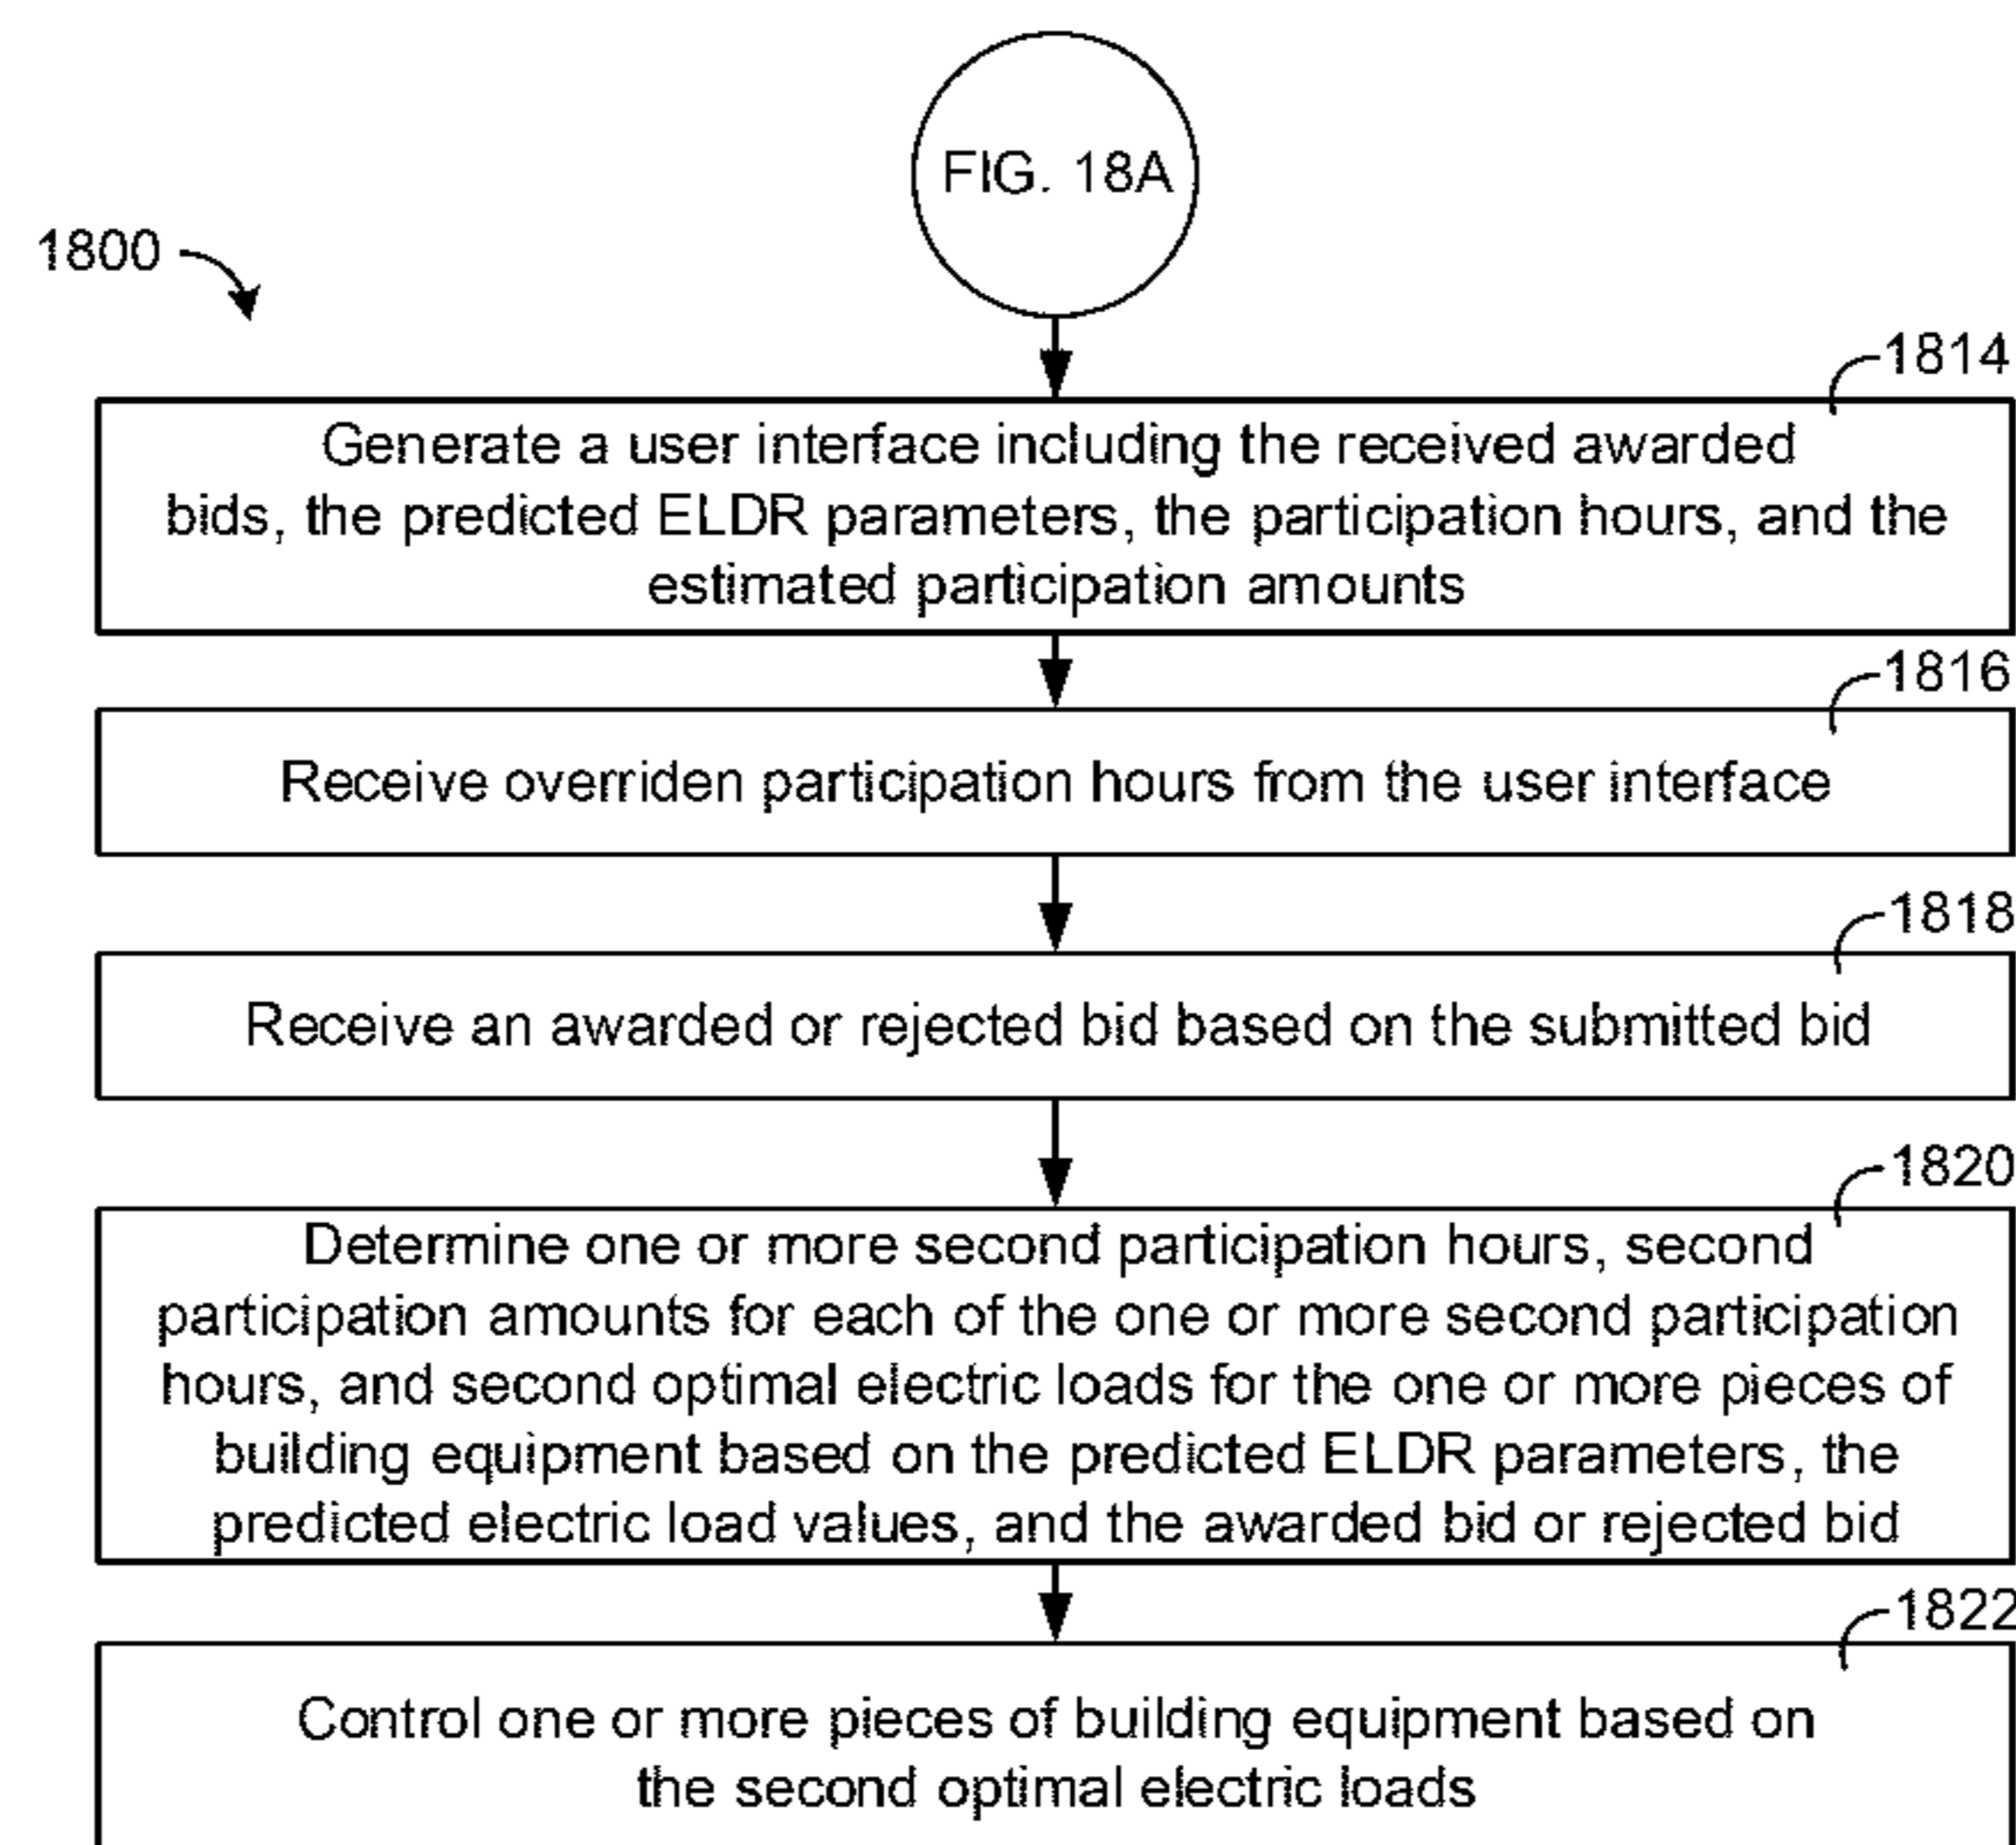 FIG. 18A
1800
1814
Generate a user interface including the received awarded
bids, the predicted ELDR parameters, the participation hours, and the
estimated participation amounts
1816
Receive overriden participation hours from the user interface
1818
Receive an awarded or rejected bid based on the submitted bid
1820
Determine one or more second participation hours, second
participation amounts for each of the one or more second participation
hours, and second optimal electric loads for the one or more pieces of
building equipment based on the predicted ELDR parameters, the
predicted electric load values, and the awarded bid or rejected bid
1822
Control one or more pieces of building equipment based on
the second optimal electric loads